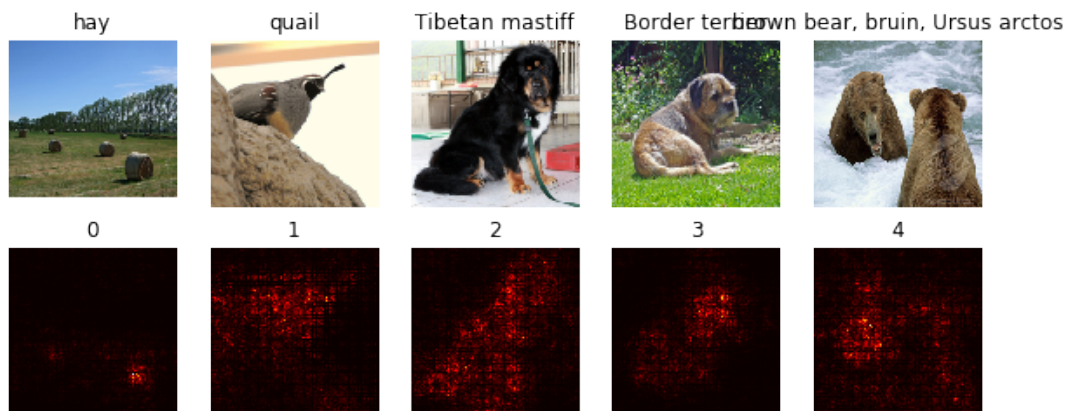 hay
quail
Tibetan mastiff
Border terrier
brown bear, bruin, Ursus arctos
0
1
2
3
4